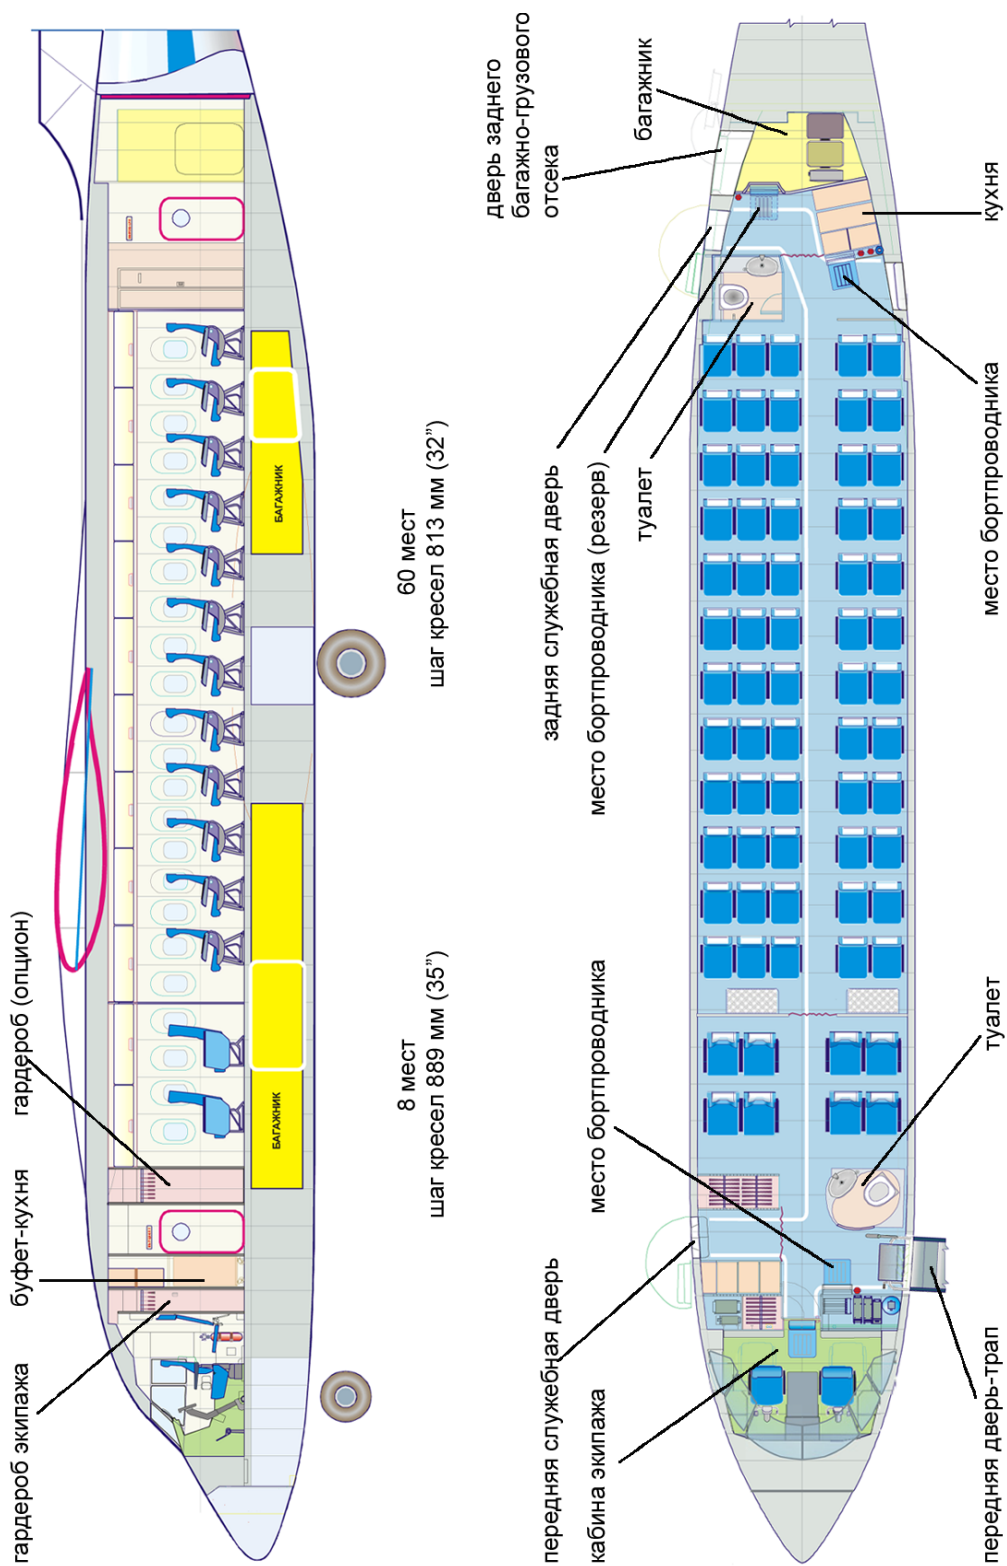 гардероб экипажа
буфет-кухня
гардероб (опцион)
БАГАЖНИК
БАГАЖНИК
8 мест
шаг кресел 889 мм (35”)
60 мест
шаг кресел 813 мм (32”)
передняя служебная дверь
кабина экипажа
место бортпроводника
задняя служебная дверь
место бортпроводника (резерв)
туалет
дверь заднего
багажно-грузового
отсека
багажник
передняя дверь-трап
туалет
место бортпроводника
кухня